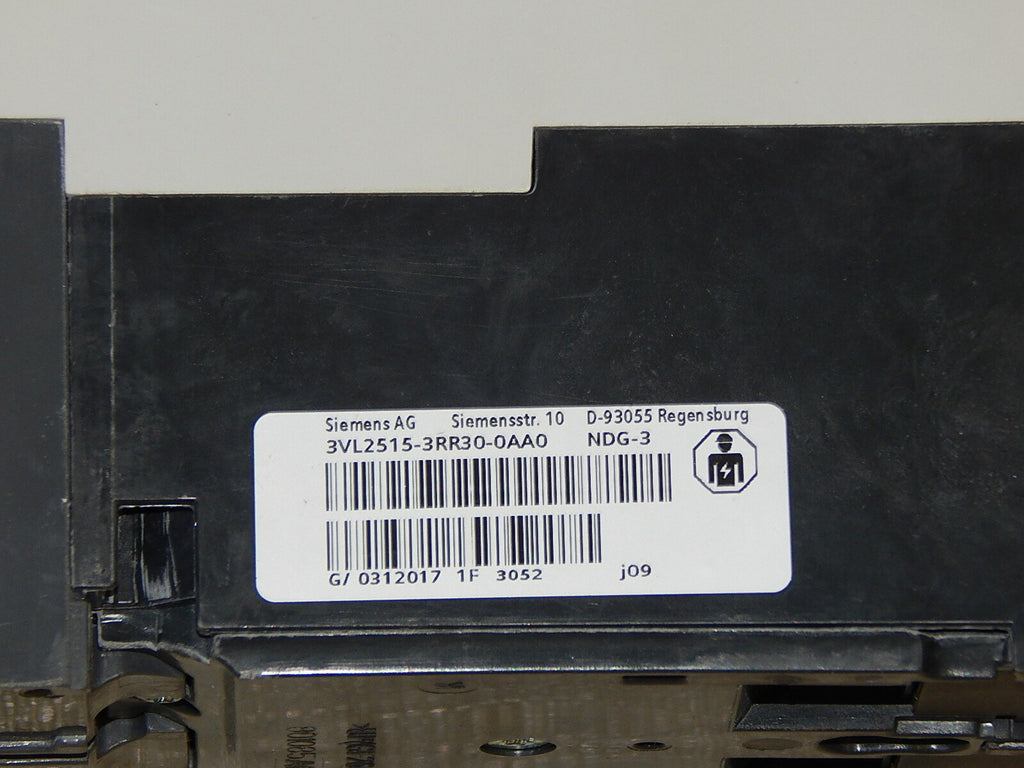 Siemens AG Siemensstr. 10 D-93055 Regensburg
3VL2515-3RR30-0AA0 NDG-3
G/ 0312017 1F 3052 j09